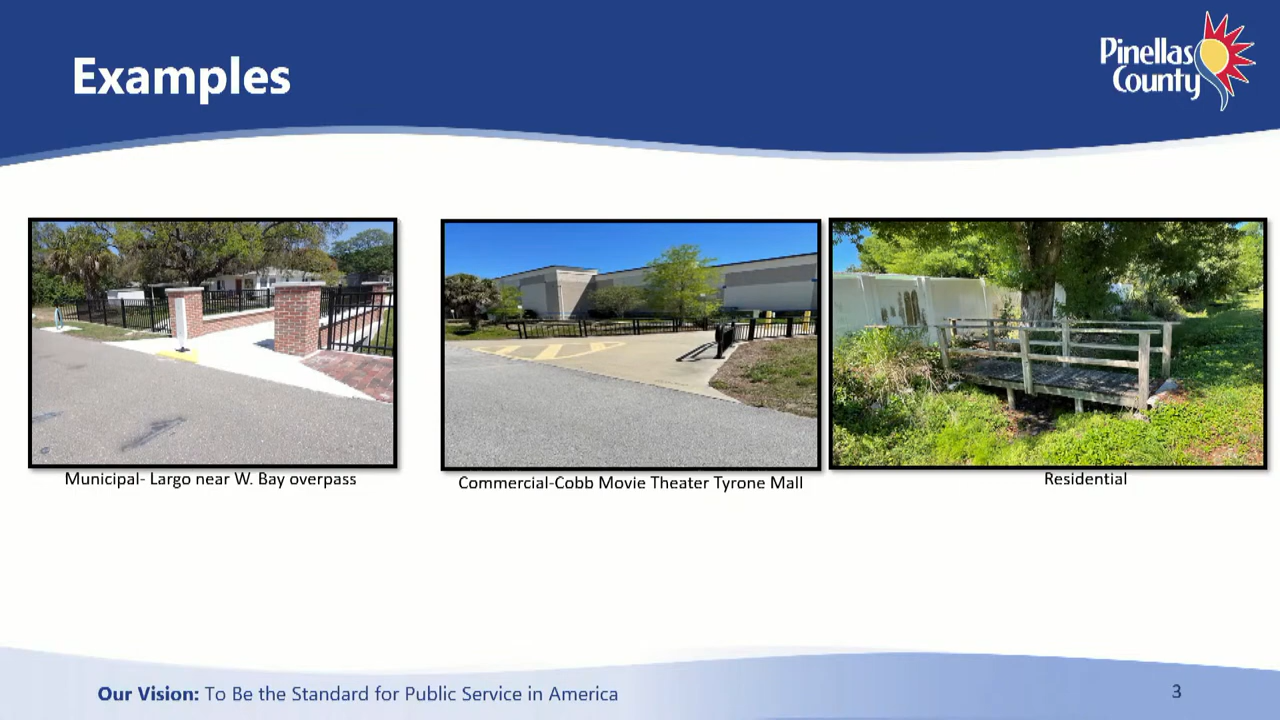 Examples
Pinellas
County
Municipal- Largo near W. Bay overpass
Commercial-Cobb Movie Theater Tyrone Mall
Residential
Our Vision: To Be the Standard for Public Service in America
3